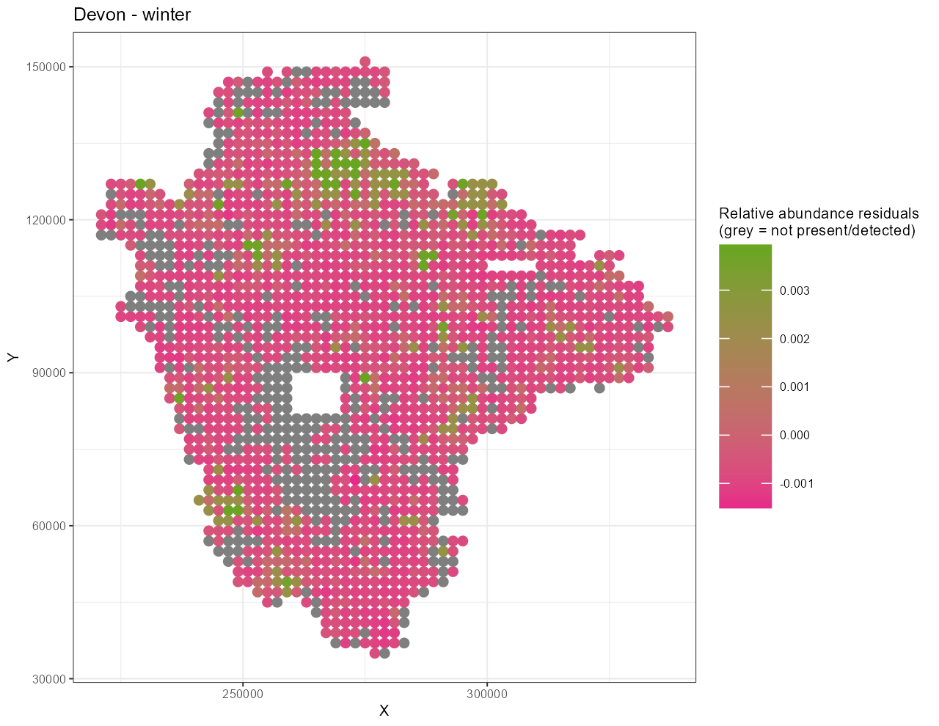 Devon - winter
150000
120000
90000
60000
30000
Y
250000
300000
X
Relative abundance residuals
(grey = not present/detected)
0.003
0.002
0.001
0.000
-0.001